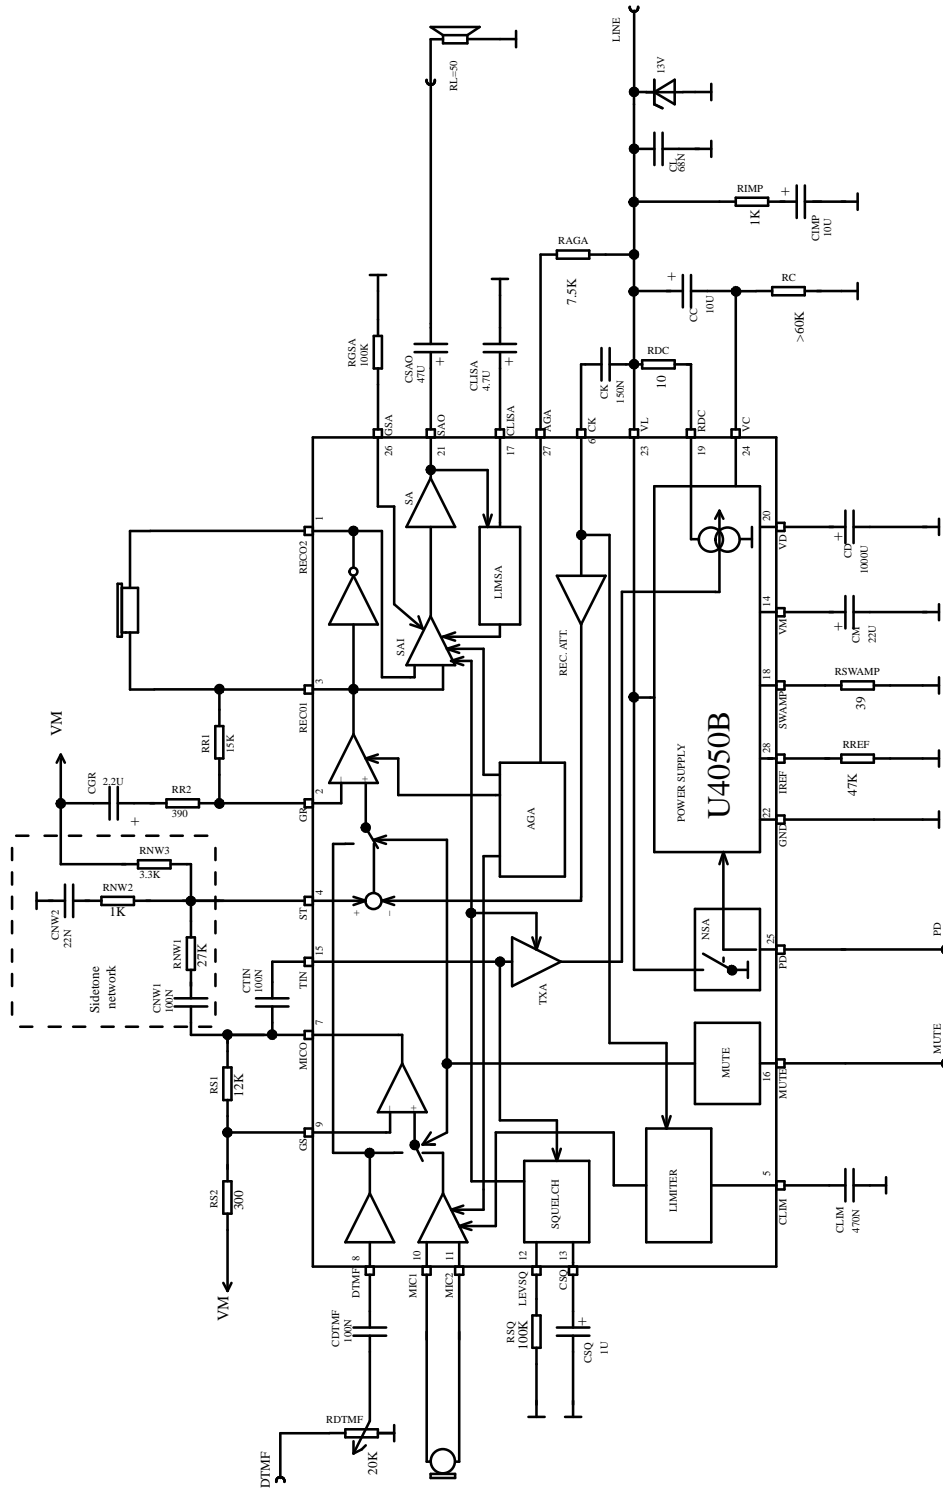 LINE
13V
CL
68N
RL=50
RIMP
1K
+
CIMP
10U
RAGA
7.5K
+
CC
10U
RC
>60K
RGSA
100K
CSAO
47U
+
CLISA
4.7U
+
CK
150N
RDC
10
GSA
SAO
CLISA
AGA
CK
VL
RDC
VC
26
21
17
27
6
23
19
24
1
RECO2
SA
LIMSA
SAI
REC. ATT.
20
VD
+
CD
1000U
14
VM
+
CM
22U
18
SWAMP
RSWAMP
39
28
IREF
RREF
47K
22
GND
POWER SUPPLY
U4050B
3
RECO1
VM
RR1
15K
CGR
2.2U
+
RR2
390
2
GR
-
+
AGA
RNW3
3.3K
CNW2
22N
RNW2
1K
4
ST
+
-
RNW1
27K
Sidetone
network
CNW1
100N
CTIN
100N
15
TIN
TXA
NSA
25
PD
PD
7
MICO
RS1
12K
MUTE
16
MUTE
MUTE
9
GS
-
+
RS2
300
VM
SQUELCH
LIMITER
5
CLIM
CLIM
470N
8
10
11
12
13
DTMF
MIC1
MIC2
LEVSQ
CSQ
CDTMF
100N
RSQ
100K
+
CSQ
1U
RDTMF
20K
DTMF